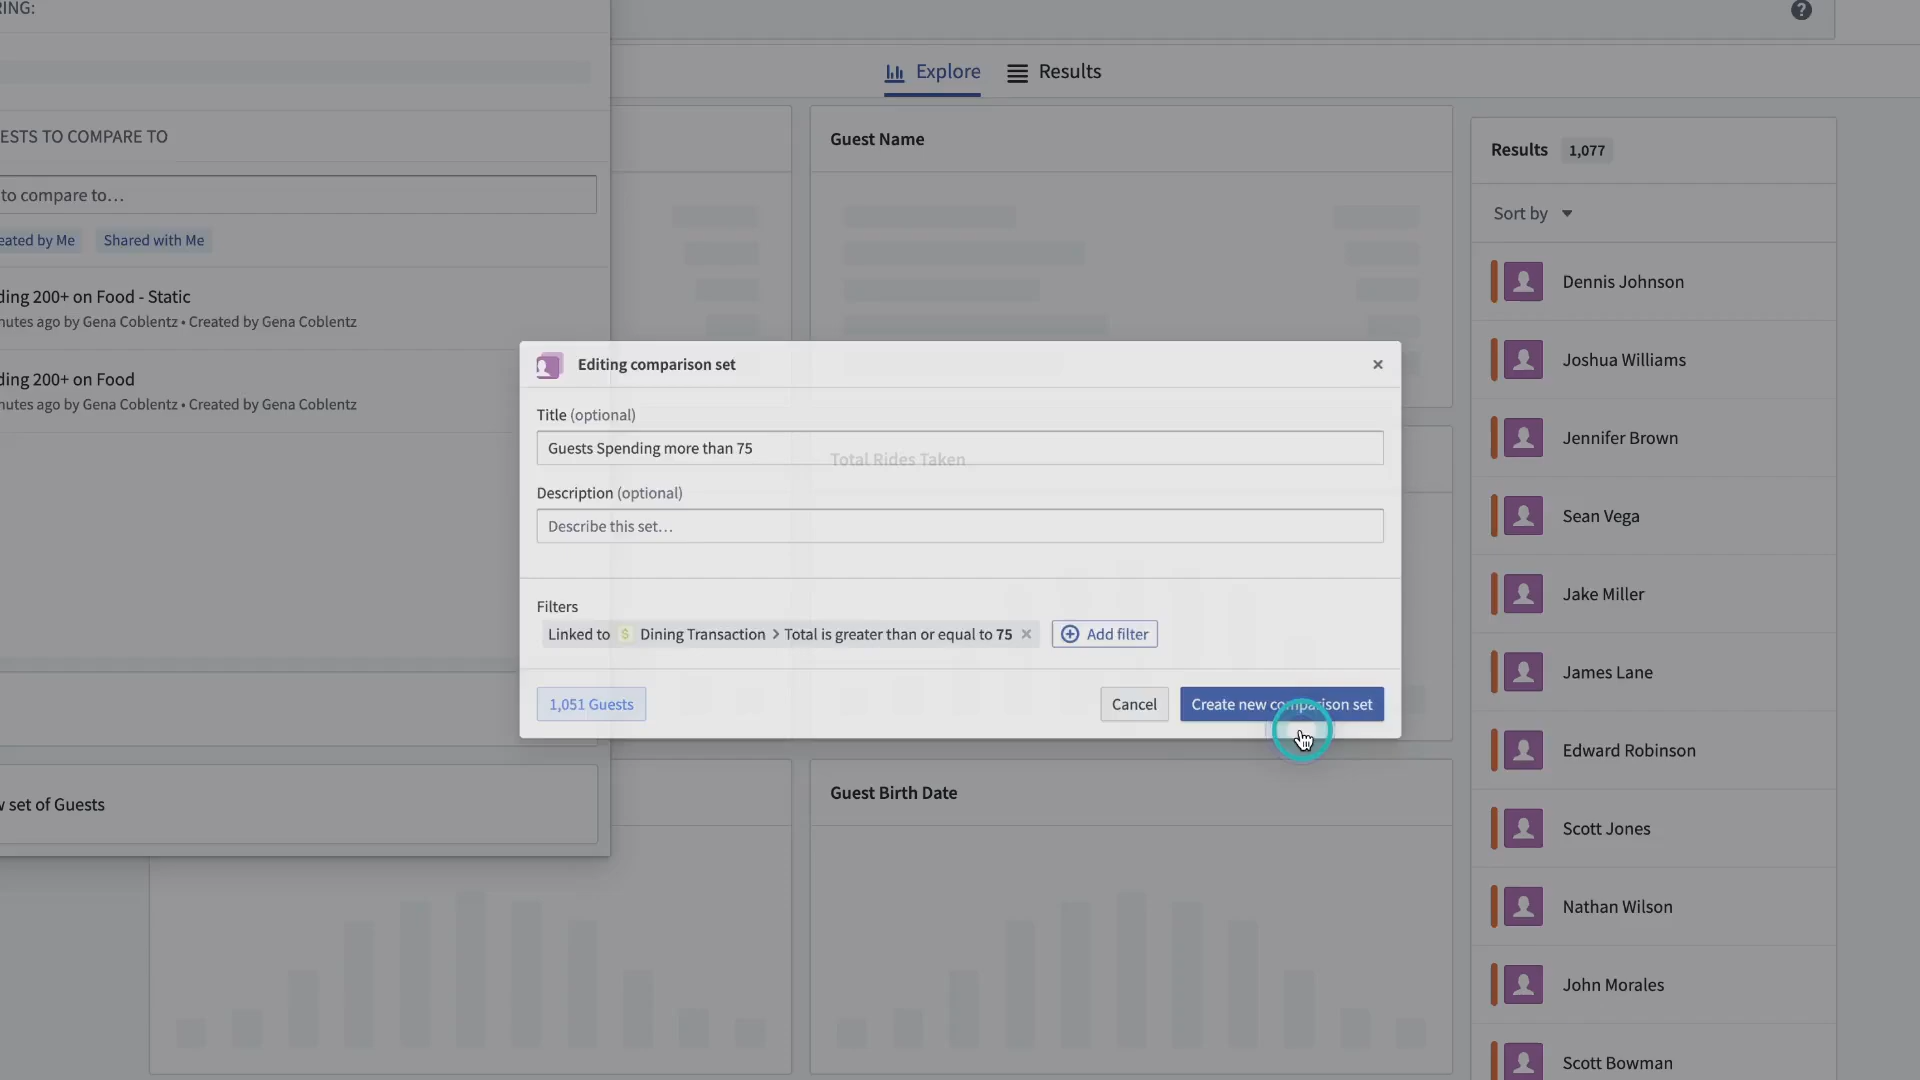 RING:
Explore
Results
ESTS TO COMPARE TO
to compare to…
eated by Me
Shared with Me
ding 200+ on Food - Static
nutes ago by Gena Coblentz • Created by Gena Coblentz
ding 200+ on Food
nutes ago by Gena Coblentz • Created by Gena Coblentz
w set of Guests
Guest Name
Total Rides Taken
Guest Birth Date
Editing comparison set
Title (optional)
Guests Spending more than 75
Description (optional)
Describe this set…
Filters
Linked to $ Dining Transaction > Total is greater than or equal to 75
Add filter
1,051 Guests
Cancel
Create new comparison set
Results 1,077
Sort by
Dennis Johnson
Joshua Williams
Jennifer Brown
Sean Vega
Jake Miller
James Lane
Edward Robinson
Scott Jones
Nathan Wilson
John Morales
Scott Bowman